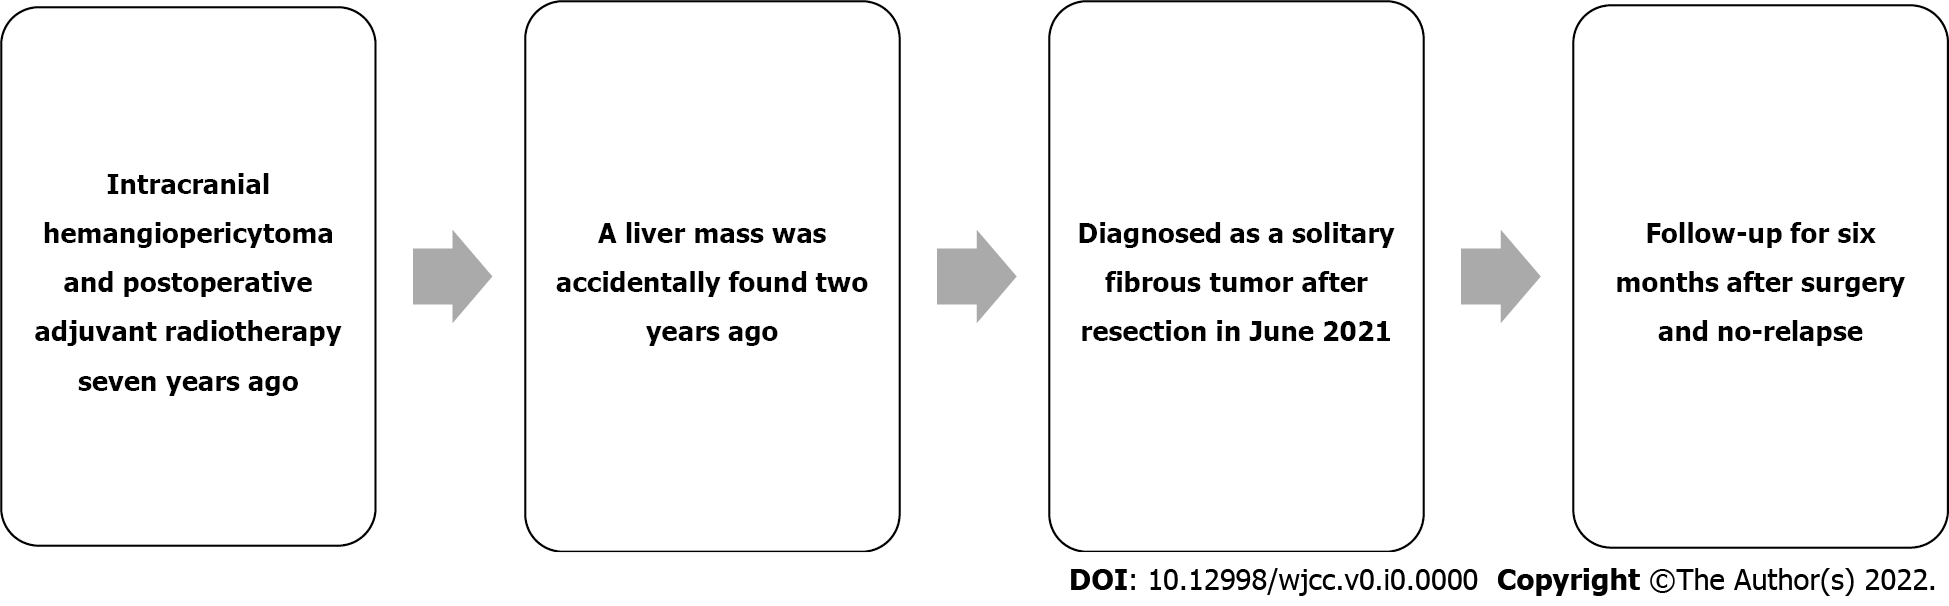 Intracranial
hemangiopericytoma
and postoperative
adjuvant radiotherapy
seven years ago
A liver mass was
accidentally found two
years ago
Diagnosed as a solitary
fibrous tumor after
resection in June 2021
Follow-up for six
months after surgery
and no-relapse
DOI: 10.12998/wjcc.v0.i0.0000 Copyright ©The Author(s) 2022.